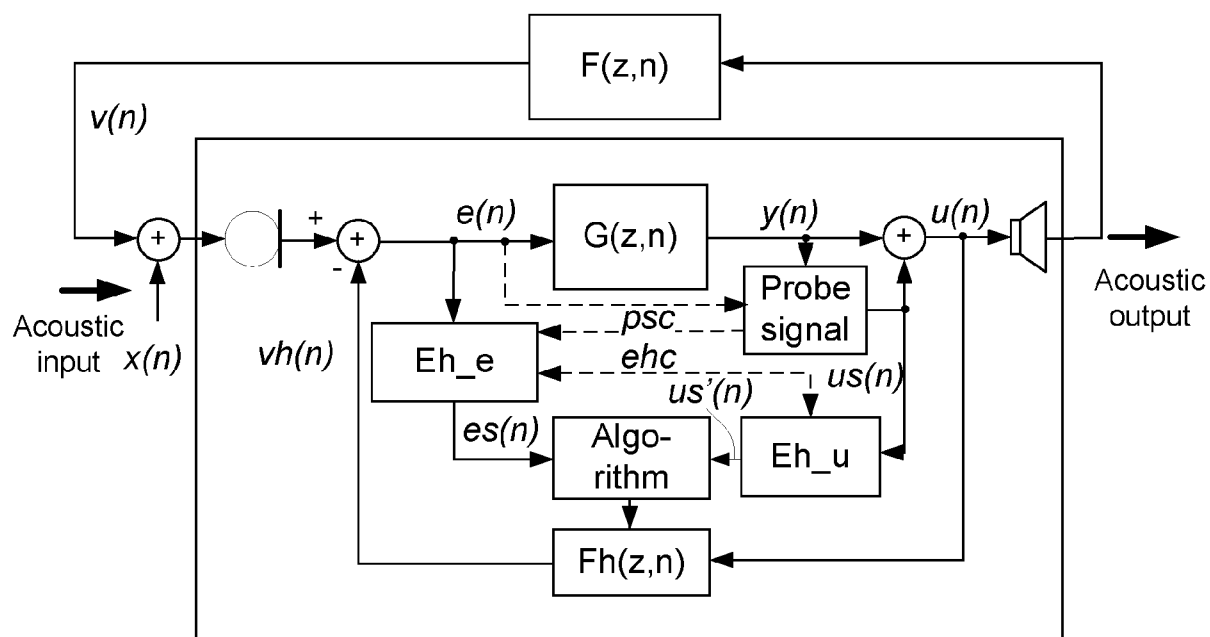 F(z,n)
v(n)
e(n)
G(z,n)
y(n)
u(n)
+
+
-
+
+
Acoustic
input
x(n)
Acoustic
output
Probe
signal
psc
vh(n)
Eh_e
ehc
us(n)
us’(n)
es(n)
Algo-
rithm
Eh_u
Fh(z,n)